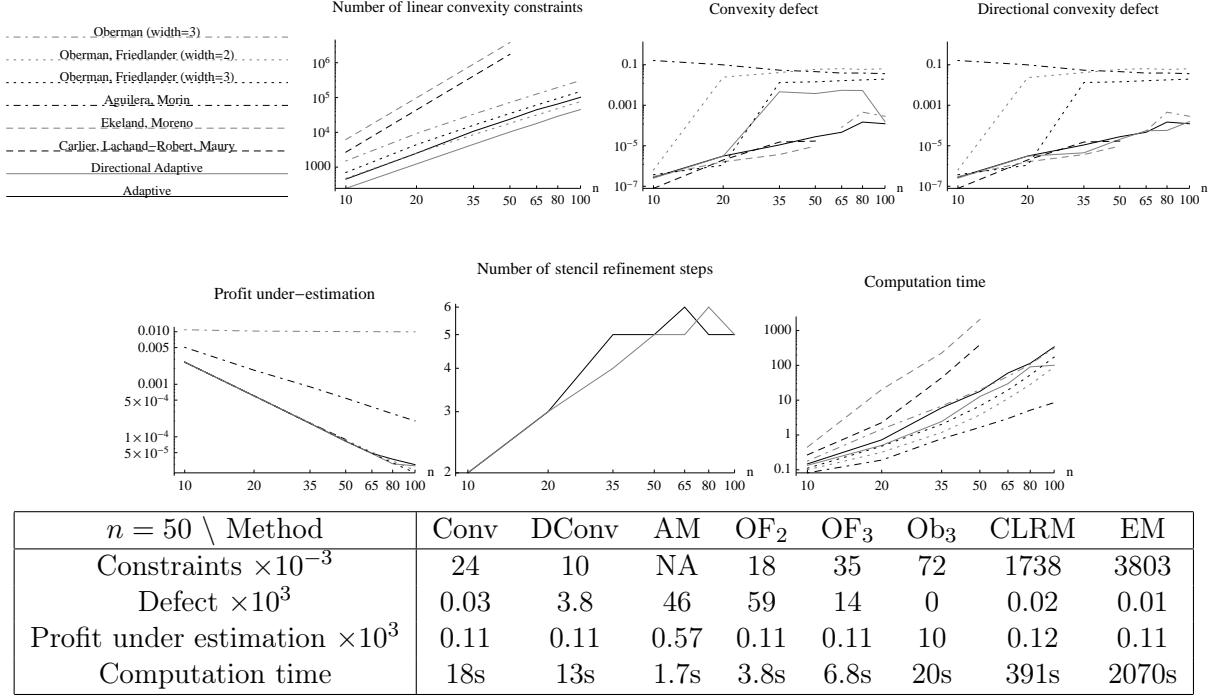 Number of linear convexity constraints
Convexity defect
Directional convexity defect
Oberman (width=3)
Oberman, Friedlander (width=2)
Oberman, Friedlander (width=3)
Aguilera, Morin
Ekeland, Moreno
Carlier, Lachand−Robert, Maury
Directional Adaptive
Adaptive
10^6
10^5
10^4
1000
10 20 35 50 65 80 100 n
0.1
0.001
10^−5
10^−7
10 20 35 50 65 80 100 n
0.1
0.001
10^−5
10^−7
10 20 35 50 65 80 100 n
Profit under−estimation
Number of stencil refinement steps
Computation time
0.010
0.005
0.001
5×10^−4
1×10^−4
5×10^−5
10 20 35 50 65 80 100 n
6
5
4
3
2
10 20 35 50 65 80 100 n
1000
100
10
1
0.1
10 20 35 50 65 80 100 n
n = 50 \ Method Conv DConv AM OF₂ OF₃ Ob₃ CLRM EM
Constraints ×10^−3 24 10 NA 18 35 72 1738 3803
Defect ×10^3 0.03 3.8 46 59 14 0 0.02 0.01
Profit under estimation ×10^3 0.11 0.11 0.57 0.11 0.11 10 0.12 0.11
Computation time 18s 13s 1.7s 3.8s 6.8s 20s 391s 2070s